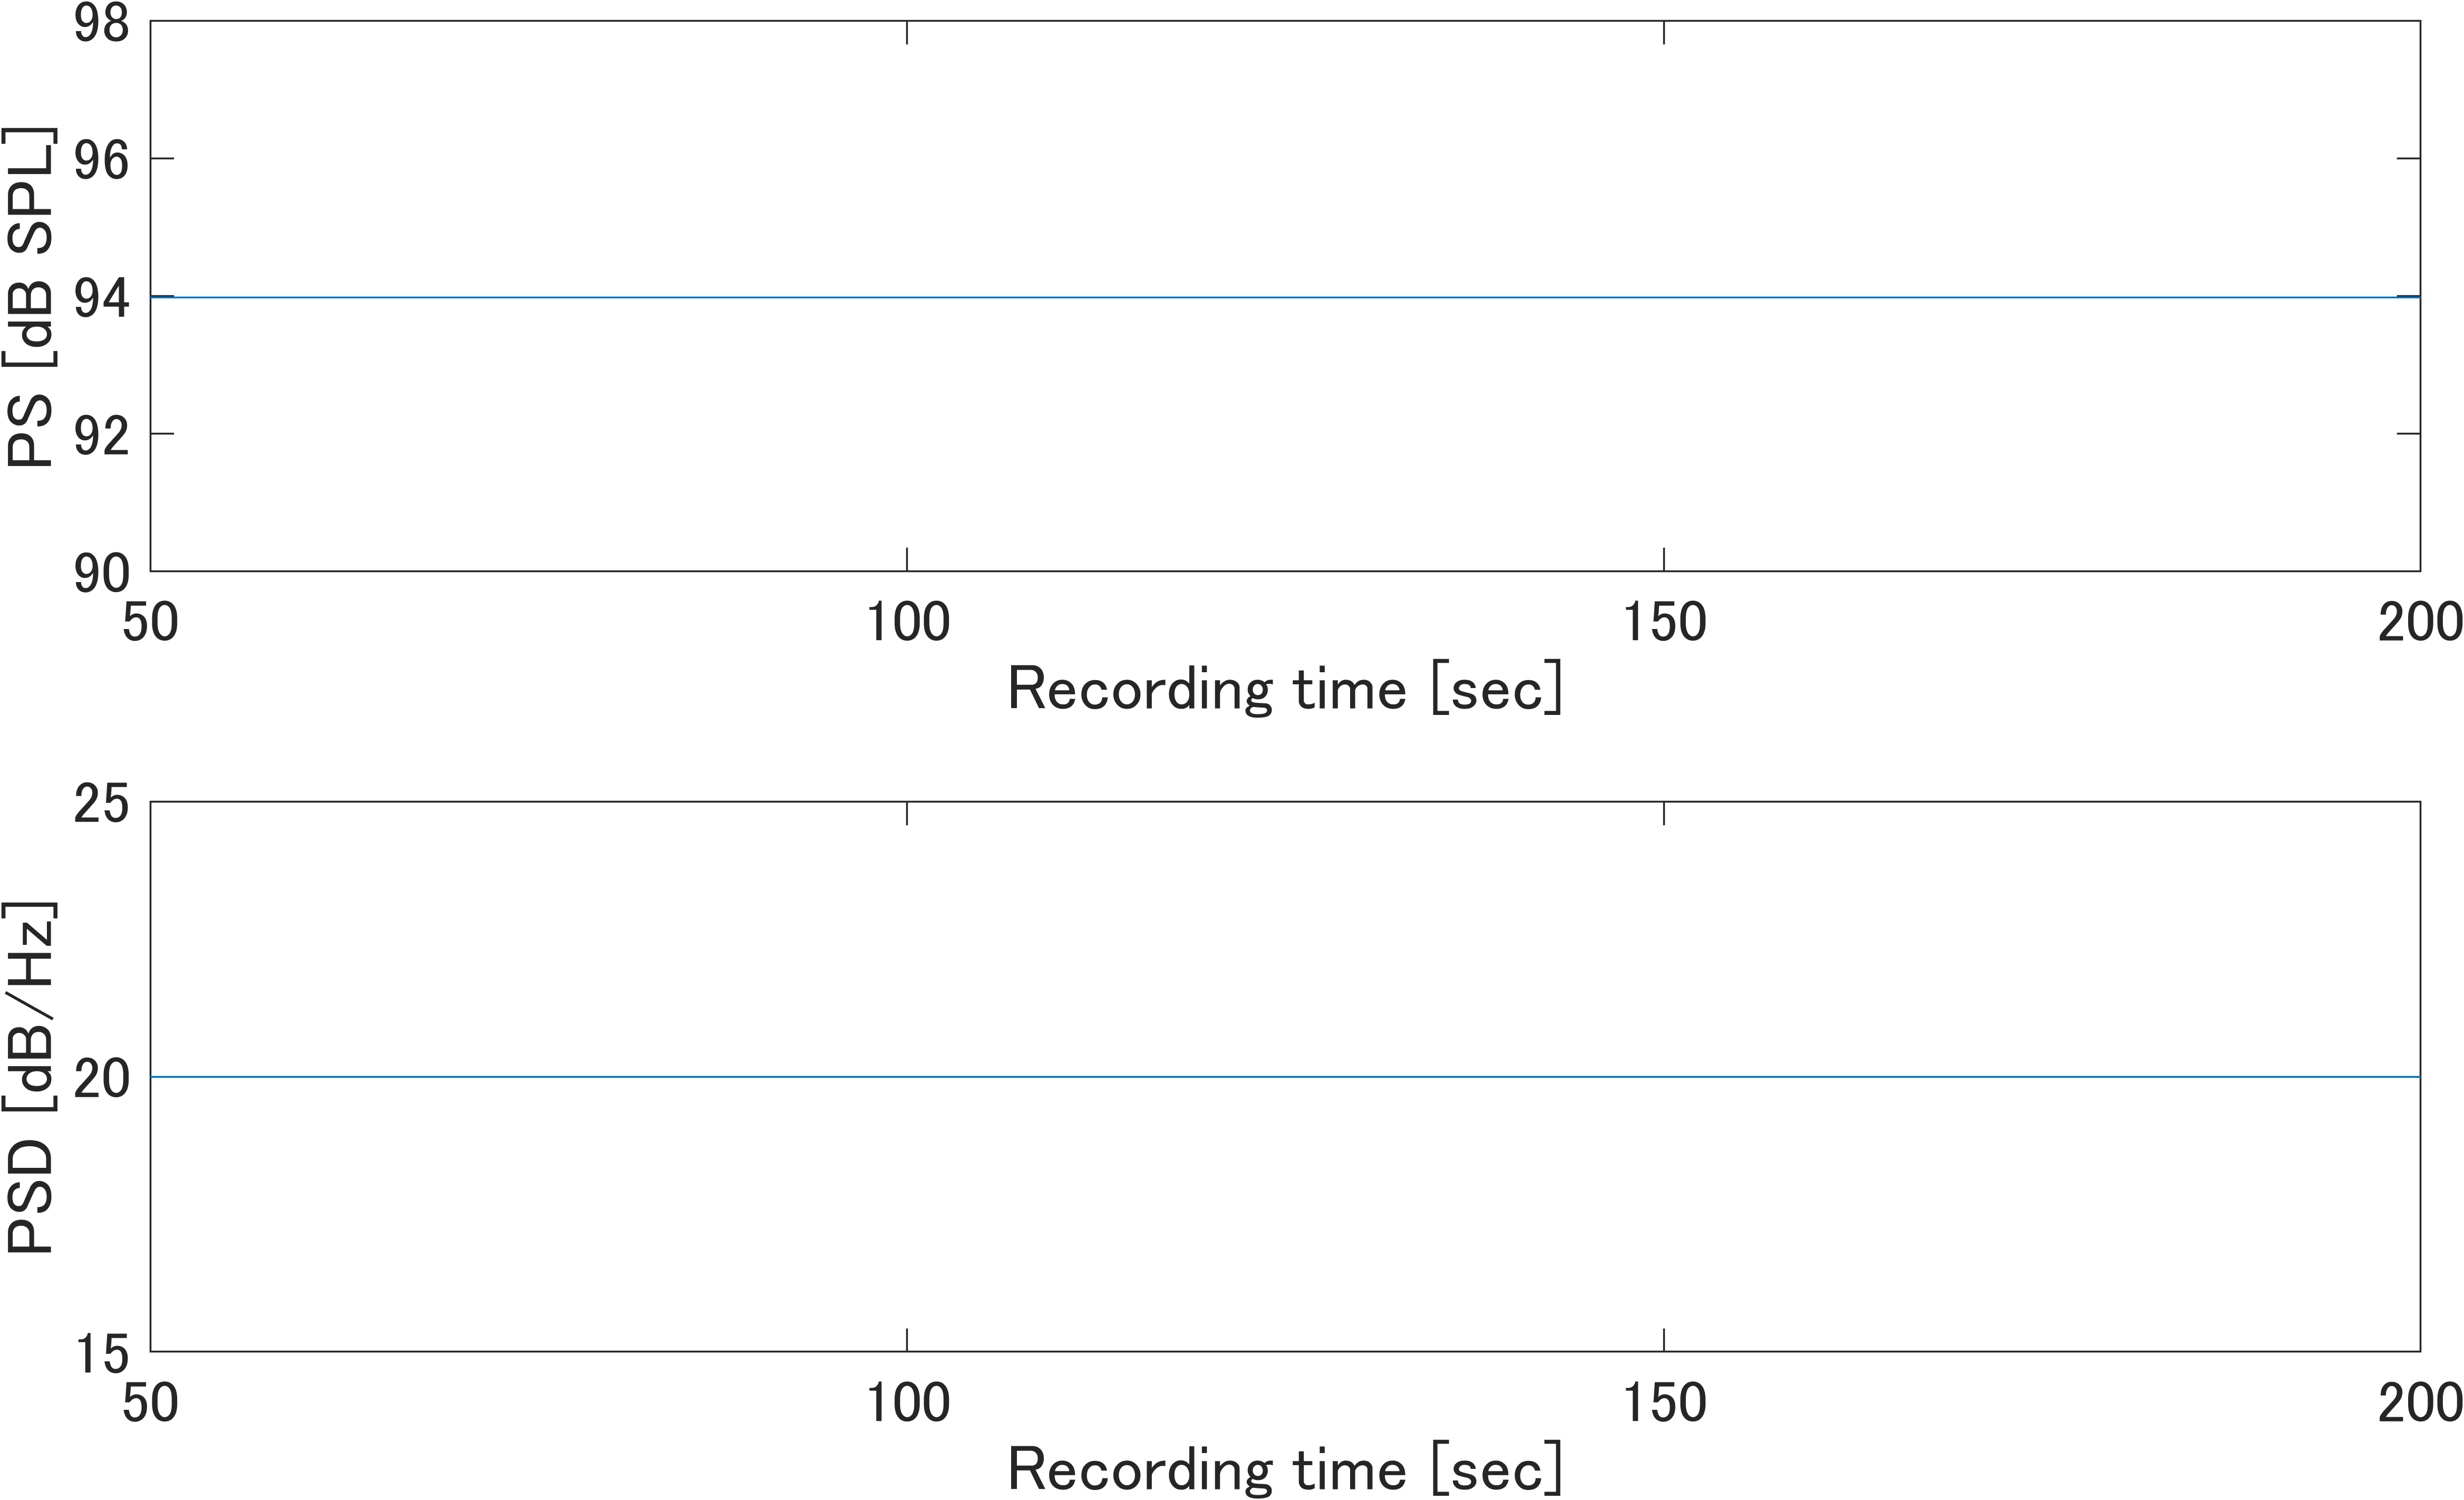 98
96
94
92
90
PS [dB SPL]
50 100 150 200
Recording time [sec]
25
20
15
PSD [dB/Hz]
50 100 150 200
Recording time [sec]